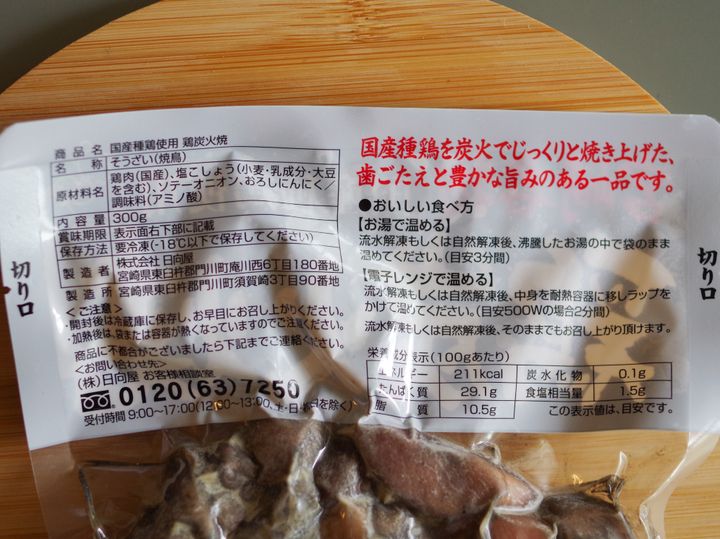 商品名 国産種鶏使用 鶏炭火焼
名称 そうざい(焼鳥)
原材料名 鶏肉(国産)、塩こしょう(小麦・乳成分・大豆
を含む)、ソテーオニオン、おろしにんにく/
調味料(アミノ酸)
内容量 300g
賞味期限 表示面右下部に記載
保存方法 要冷凍(-18℃以下で保存してください)
製造者 株式会社 日向屋
宮崎県東臼杵郡門川町庵川西6丁目180番地
製造所 宮崎県東臼杵郡門川町須賀崎3丁目90番地
<ご注意>
・開封後は冷蔵庫に保存し、お早目にお召し上がりください。
・加熱後は、袋または容器が熱くなっていますのでご注意ください。
商品に不都合がございましたら下記までご連絡ください。
<お問い合わせ先>
(株)日向屋 お客様相談室
0120(63)7250
受付時間 9:00~17:00(12:00~13:00、土・日・祝日を除く)
国産種鶏を炭火でじっくりと焼き上げた、
歯ごたえと豊かな旨みのある一品です。
●おいしい食べ方
【お湯で温める】
流水解凍もしくは自然解凍後、沸騰したお湯の中で袋のまま
温めてください。(目安3分間)
【電子レンジで温める】
流水解凍もしくは自然解凍後、中身を耐熱容器に移しラップを
かけて温めてください。(目安500Wの場合2分間)
流水解凍もしくは自然解凍後、そのままでもお召し上がり頂けます。
栄養成分表示(100gあたり)
エネルギー 211kcal 炭水化物 0.1g
たんぱく質 29.1g 食塩相当量 1.5g
脂質 10.5g この表示値は、目安です。
切り口
切り口